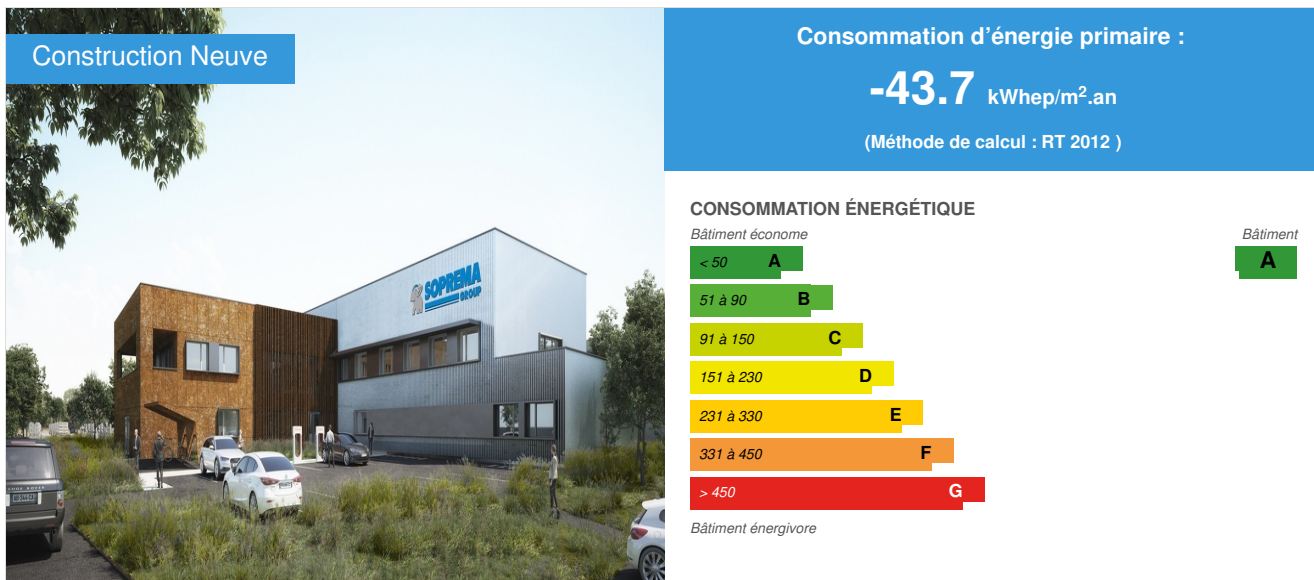 Construction Neuve
SOPREMA
GROUP
Consommation d'énergie primaire :
-43.7 kWhep/m².an
(Méthode de calcul : RT 2012 )
CONSOMMATION ÉNERGÉTIQUE
Bâtiment économe
Bâtiment
< 50 A
A
51 à 90 B
91 à 150 C
151 à 230 D
231 à 330 E
331 à 450 F
> 450 G
Bâtiment énergivore